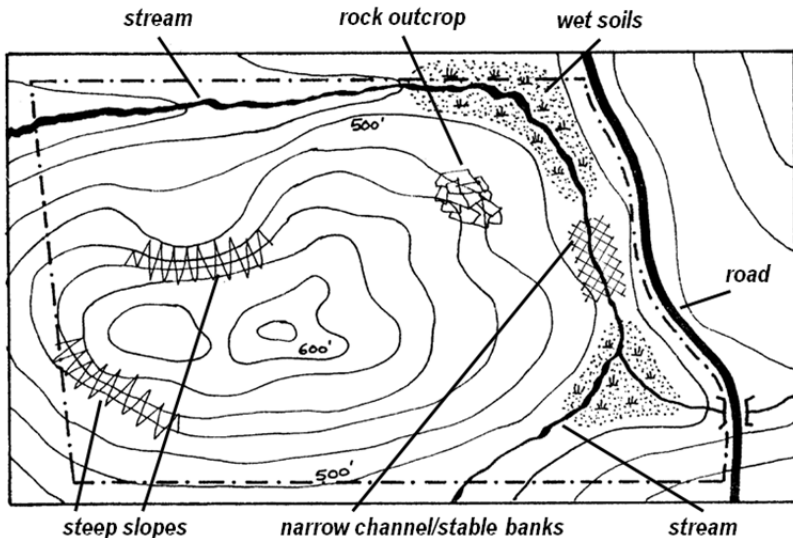 stream
rock outcrop
wet soils
500'
road
600'
500'
steep slopes
narrow channel/stable banks
stream